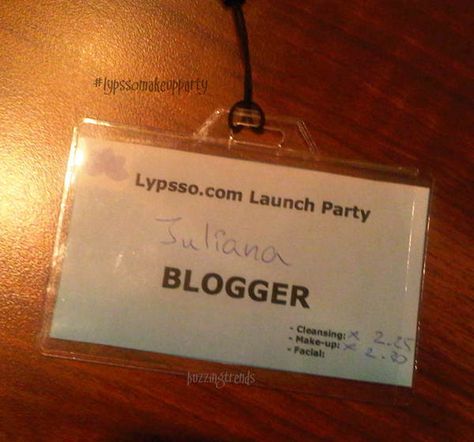 #lypssomakeupparty
Lypsso.com Launch Party
Juliana
BLOGGER
- Cleansing: x 2.25
- Make-up: x 2.30
- Facial:
buzzingtrends